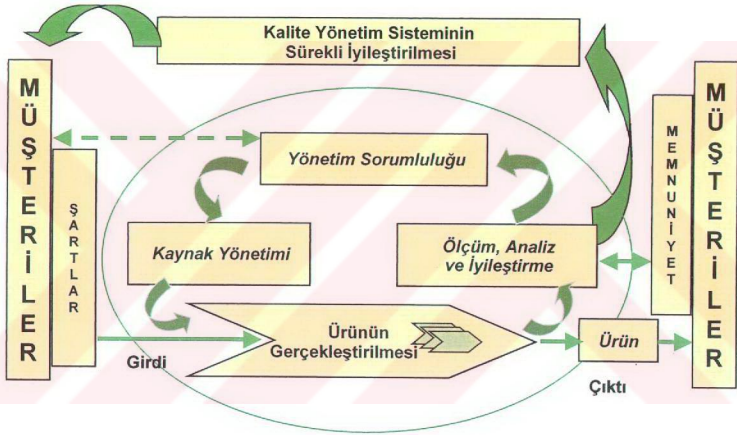 Kalite Yönetim Sisteminin
Sürekli İyileştirilmesi
MÜŞTERİLER
ŞARTLAR
Yönetim Sorumluluğu
Kaynak Yönetimi
Ölçüm, Analiz
ve İyileştirme
MEMNUNİYET
MÜŞTERİLER
Ürünün
Gerçekleştirilmesi
Girdi
Ürün
Çıktı